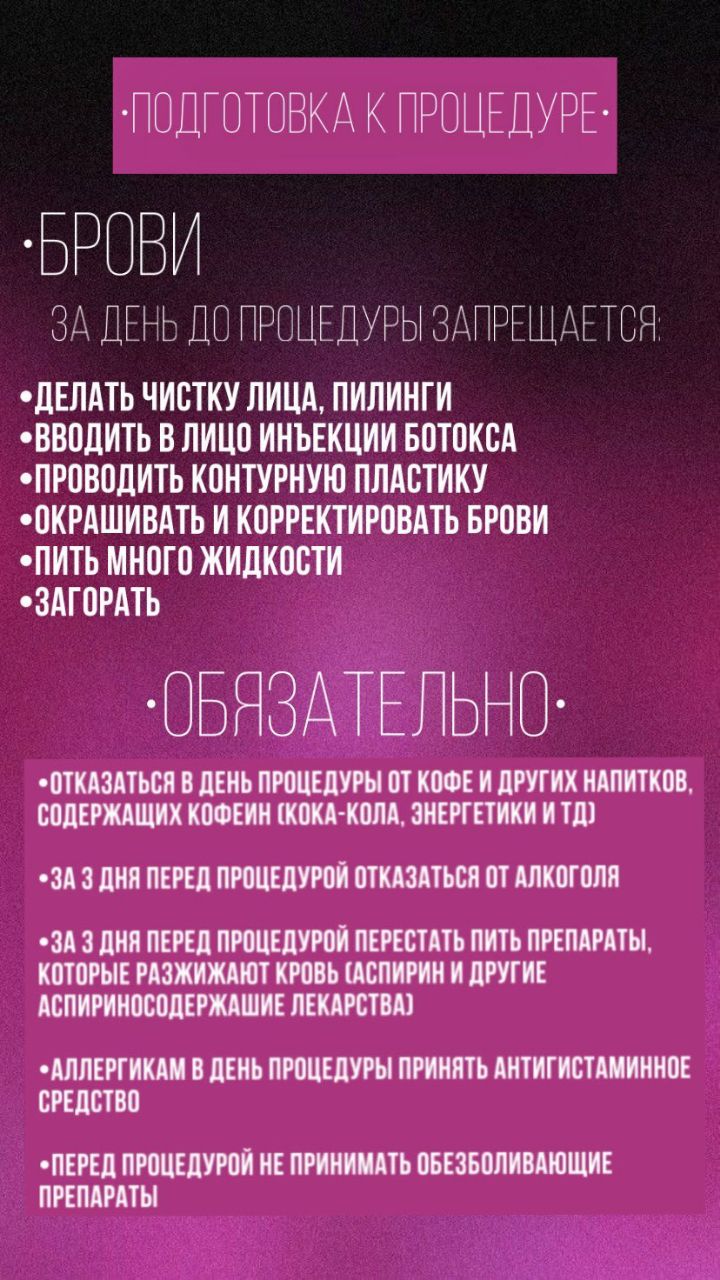 ·ПОДГОТОВКА К ПРОЦЕДУРЕ·
·БРОВИ
ЗА ДЕНЬ ДО ПРОЦЕДУРЫ ЗАПРЕЩАЕТСЯ:
•ДЕЛАТЬ ЧИСТКУ ЛИЦА, ПИЛИНГИ
•ВВОДИТЬ В ЛИЦО ИНЪЕКЦИИ БОТОКСА
•ПРОВОДИТЬ КОНТУРНУЮ ПЛАСТИКУ
•ОКРАШИВАТЬ И КОРРЕКТИРОВАТЬ БРОВИ
•ПИТЬ МНОГО ЖИДКОСТИ
•ЗАГОРАТЬ
·ОБЯЗАТЕЛЬНО·
•ОТКАЗАТЬСЯ В ДЕНЬ ПРОЦЕДУРЫ ОТ КОФЕ И ДРУГИХ НАПИТКОВ,
СОДЕРЖАЩИХ КОФЕИН (КОКА-КОЛА, ЭНЕРГЕТИКИ И ТД)
•ЗА 3 ДНЯ ПЕРЕД ПРОЦЕДУРОЙ ОТКАЗАТЬСЯ ОТ АЛКОГОЛЯ
•ЗА 3 ДНЯ ПЕРЕД ПРОЦЕДУРОЙ ПЕРЕСТАТЬ ПИТЬ ПРЕПАРАТЫ,
КОТОРЫЕ РАЗЖИЖАЮТ КРОВЬ (АСПИРИН И ДРУГИЕ
АСПИРИНОСОДЕРЖАШИЕ ЛЕКАРСТВА)
•АЛЛЕРГИКАМ В ДЕНЬ ПРОЦЕДУРЫ ПРИНЯТЬ АНТИГИСТАМИННОЕ
СРЕДСТВО
•ПЕРЕД ПРОЦЕДУРОЙ НЕ ПРИНИМАТЬ ОБЕЗБОЛИВАЮЩИЕ
ПРЕПАРАТЫ